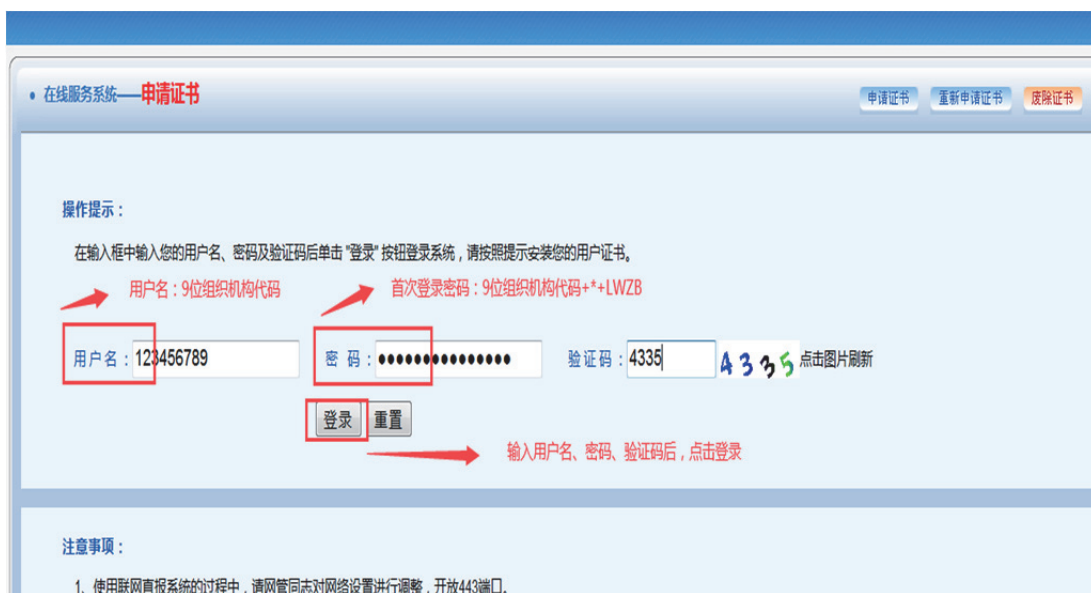 • 在线服务系统——申请证书
申请证书 重新申请证书 废除证书
操作提示：
在输入框中输入您的用户名、密码及验证码后单击 "登录" 按钮登录系统，请按照提示安装您的用户证书。
用户名：9位组织机构代码 首次登录密码：9位组织机构代码+*+LWZB
用户名：123456789 密 码：●●●●●●●●●●●●●●● 验证码：4335 4335 点击图片刷新
登录 重置
输入用户名、密码、验证码后，点击登录
注意事项：
1、使用联网直报系统的过程中，请网管同志对网络设置进行调整，开放443端口。